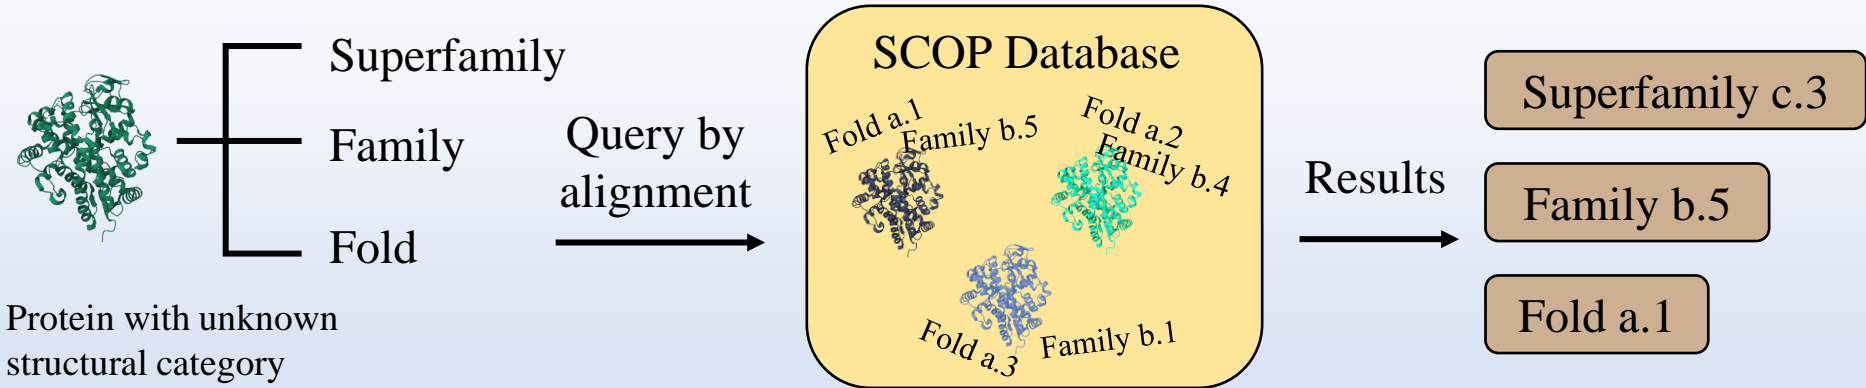 Superfamily
Family
Fold
Protein with unknown
structural category
Query by
alignment
SCOP Database
Fold a.1
Family b.5
Fold a.2
Family b.4
Fold a.3
Family b.1
Results
Superfamily c.3
Family b.5
Fold a.1